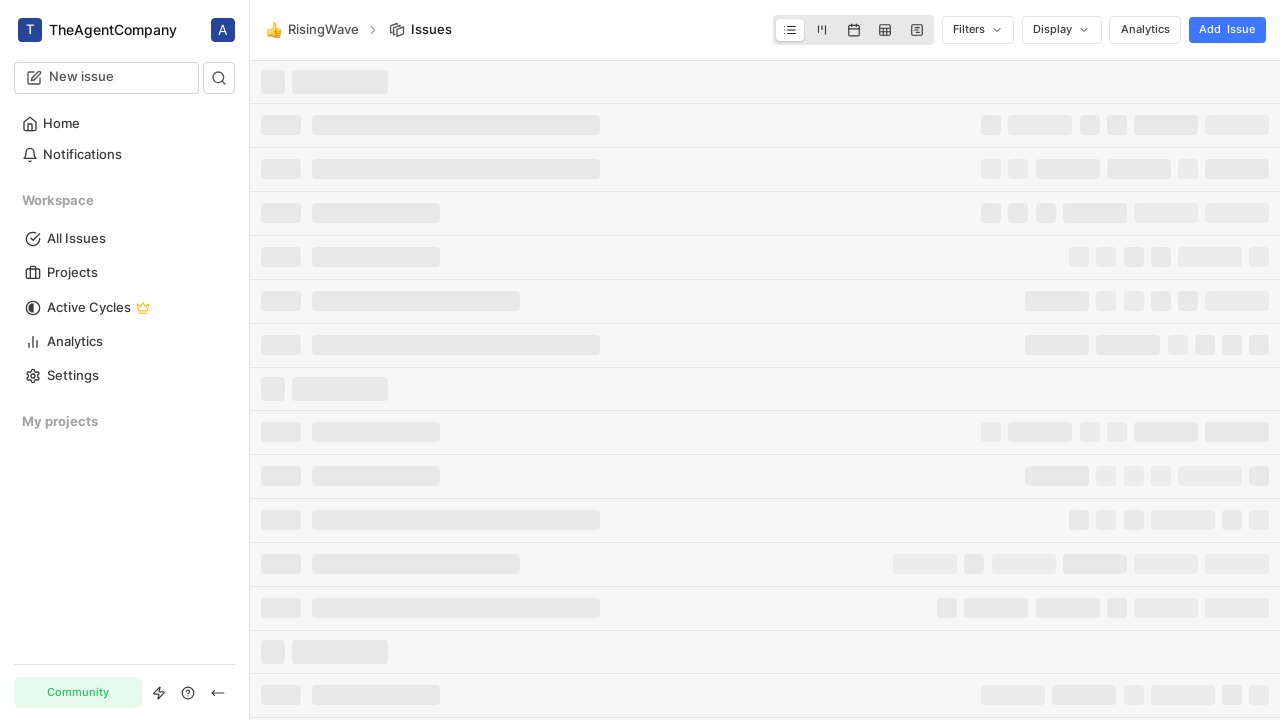 T TheAgentCompany A
New issue
Home
Notifications
Workspace
All Issues
Projects
Active Cycles
Analytics
Settings
My projects
Community
RisingWave Issues Filters Display Analytics Add Issue